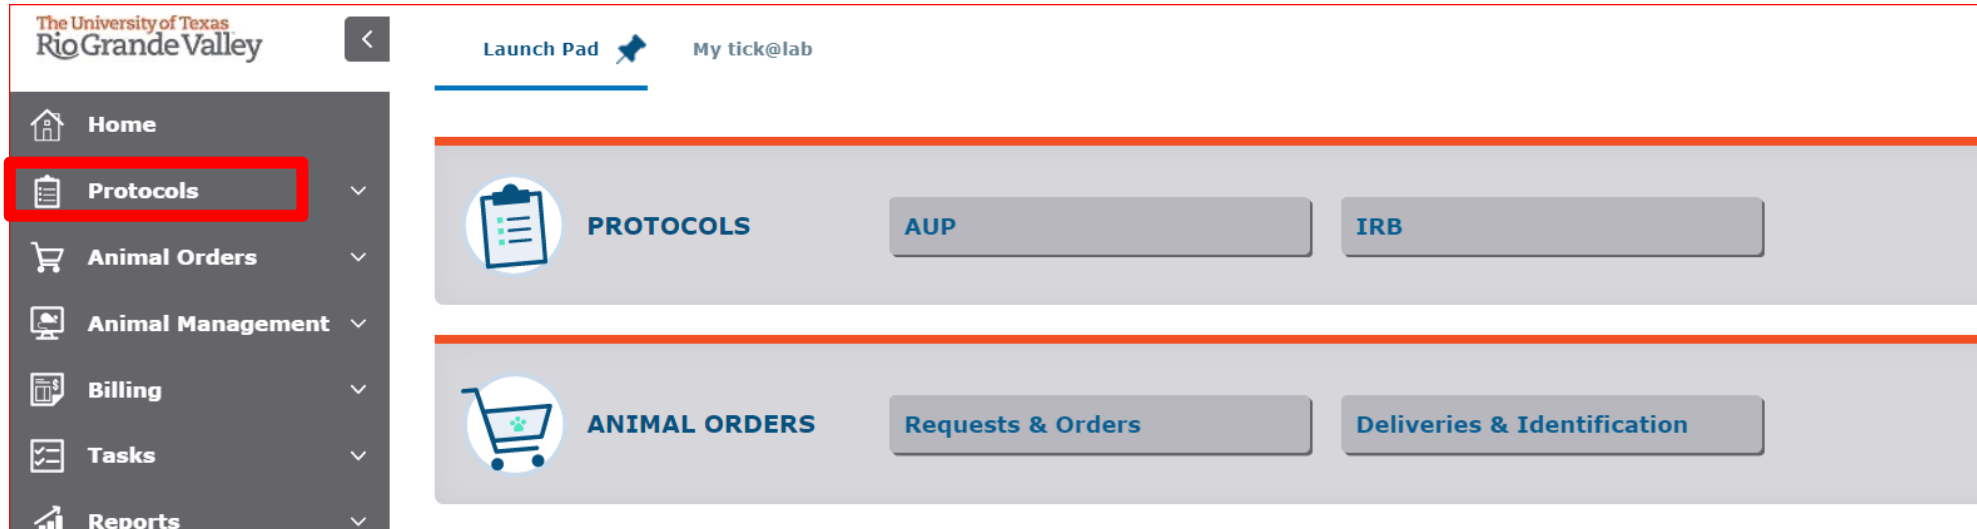 The University of Texas
Rio Grande Valley
Launch Pad
My tick@lab
Home
Protocols
Animal Orders
Animal Management
Billing
Tasks
Reports
PROTOCOLS
AUP
IRB
ANIMAL ORDERS
Requests & Orders
Deliveries & Identification